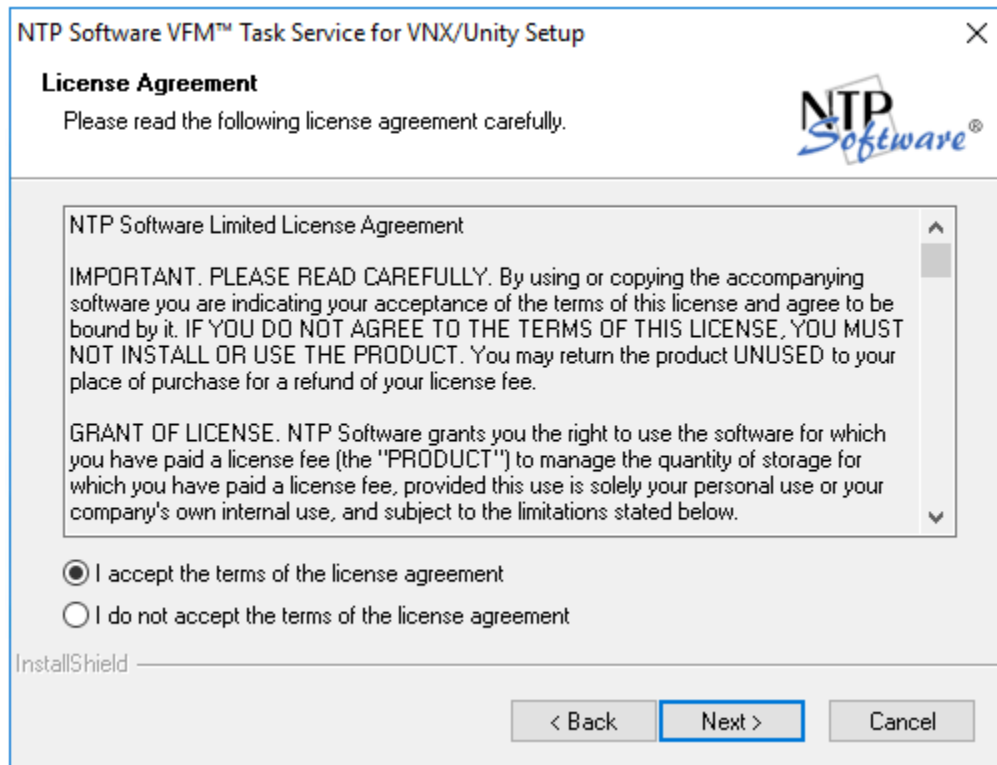 NTP Software VFM™ Task Service for VNX/Unity Setup
License Agreement
Please read the following license agreement carefully.
NTP
Software®
NTP Software Limited License Agreement
IMPORTANT. PLEASE READ CAREFULLY. By using or copying the accompanying
software you are indicating your acceptance of the terms of this license and agree to be
bound by it. IF YOU DO NOT AGREE TO THE TERMS OF THIS LICENSE, YOU MUST
NOT INSTALL OR USE THE PRODUCT. You may return the product UNUSED to your
place of purchase for a refund of your license fee.
GRANT OF LICENSE. NTP Software grants you the right to use the software for which
you have paid a license fee (the "PRODUCT") to manage the quantity of storage for
which you have paid a license fee, provided this use is solely your personal use or your
company's own internal use, and subject to the limitations stated below.
I accept the terms of the license agreement
I do not accept the terms of the license agreement
InstallShield
< Back Next > Cancel